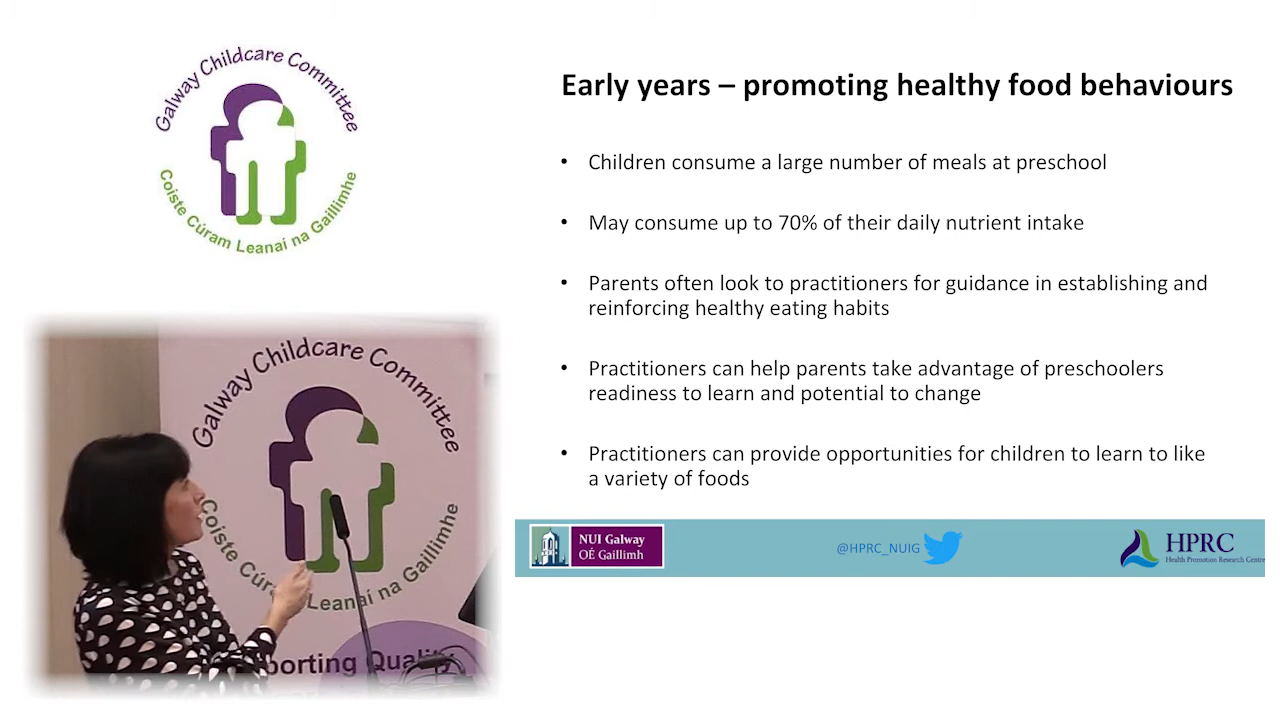 Galway Childcare Committee
Coiste Cúram Leanaí na Gaillimhe
Early years – promoting healthy food behaviours
• Children consume a large number of meals at preschool
• May consume up to 70% of their daily nutrient intake
• Parents often look to practitioners for guidance in establishing and
reinforcing healthy eating habits
• Practitioners can help parents take advantage of preschoolers
readiness to learn and potential to change
• Practitioners can provide opportunities for children to learn to like
a variety of foods
NUI Galway
OÉ Gaillimh
@HPRC_NUIG
HPRC
Health Promotion Research Centre
Galway Childcare Committee
Coiste Leanaí na Gaillimhe
Quality